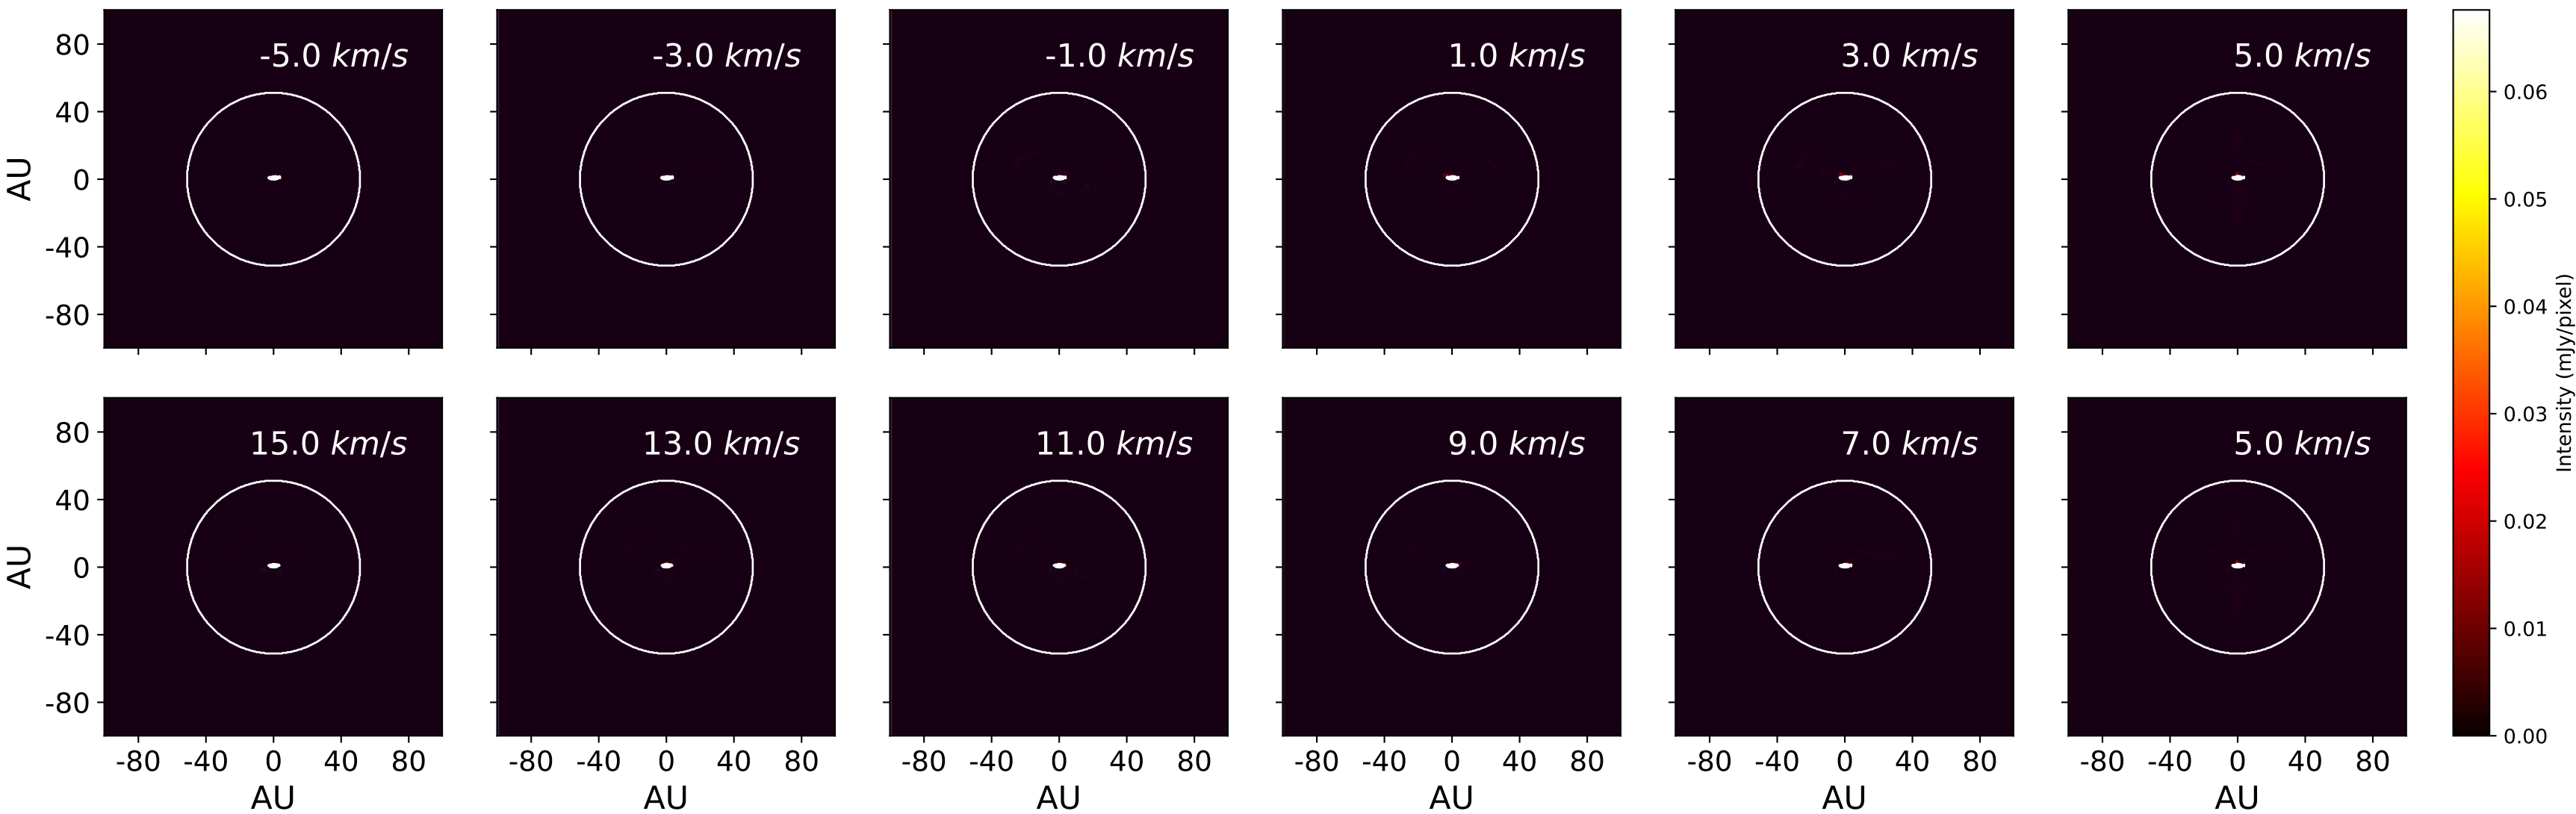 -5.0 km/s
-3.0 km/s
-1.0 km/s
1.0 km/s
3.0 km/s
5.0 km/s
80
40
0
-40
-80
AU
15.0 km/s
13.0 km/s
11.0 km/s
9.0 km/s
7.0 km/s
5.0 km/s
80
40
0
-40
-80
AU
-80 -40 0 40 80
-80 -40 0 40 80
-80 -40 0 40 80
-80 -40 0 40 80
-80 -40 0 40 80
-80 -40 0 40 80
AU
AU
AU
AU
AU
AU
0.06
0.05
0.04
0.03
0.02
0.01
0.00
Intensity (mJy/pixel)